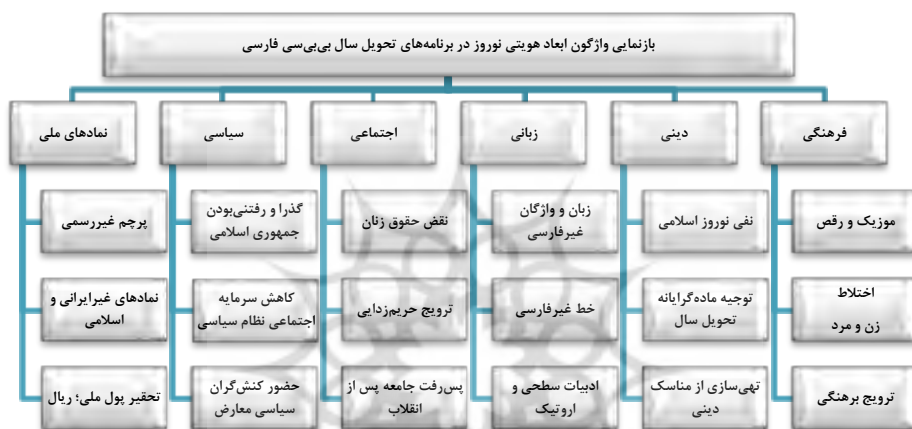 بازنمایی واژگون ابعاد هویتی نوروز در برنامه‌های تحویل سال بی‌بی‌سی فارسی
فرهنگی
دینی
زبانی
اجتماعی
سیاسی
نمادهای ملی
موزیک و رقص
نفی نوروز اسلامی
زبان و واژگان
غیرفارسی
نقض حقوق زنان
گذرا و رفتنی‌بودن
جمهوری اسلامی
پرچم غیررسمی
اختلاط
زن و مرد
توجیه ماده‌گرایانه
تحویل سال
خط غیرفارسی
ترویج حریم‌زدایی
کاهش سرمایه
اجتماعی نظام سیاسی
نمادهای غیرایرانی و
اسلامی
ترویج برهنگی
تهی‌سازی از مناسک
دینی
ادبیات سطحی و
اروتیک
پس‌رفت جامعه پس از
انقلاب
حضور کنش‌گران
سیاسی معارض
تحقیر پول ملی؛ ریال